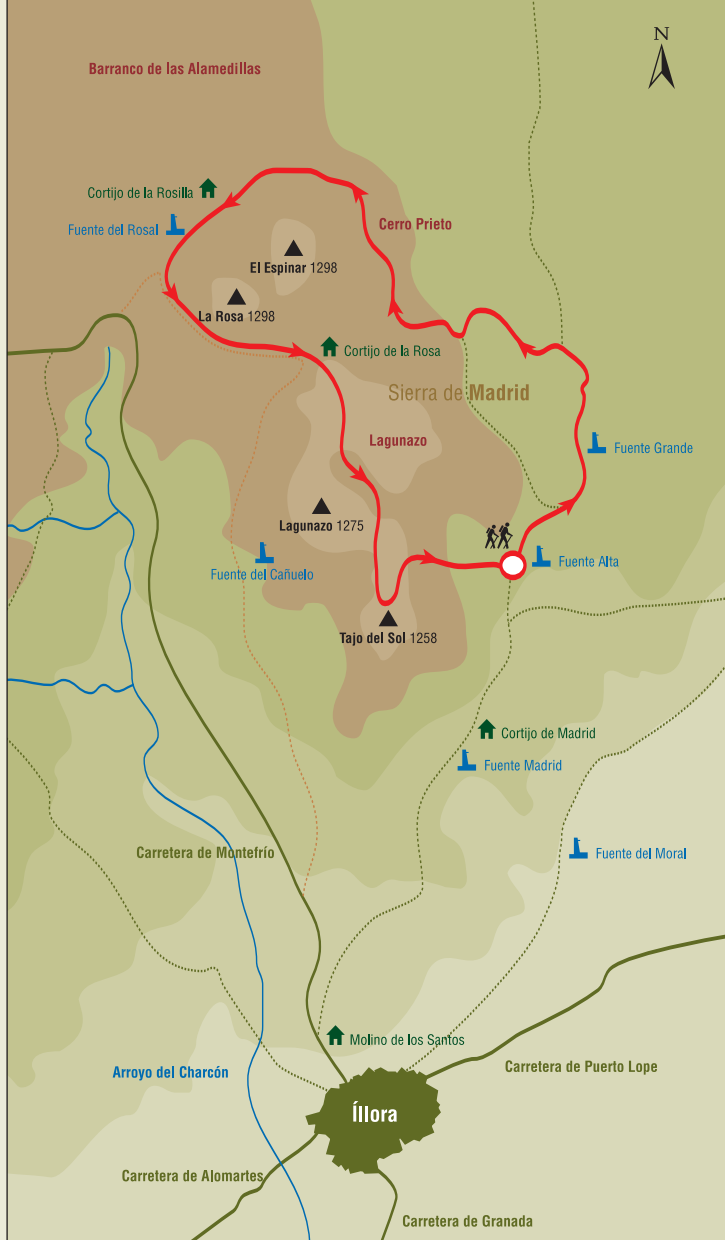 N
Barranco de las Alamedillas
Cortijo de la Rosilla
Fuente del Rosal
Cerro Prieto
El Espinar 1298
La Rosa 1298
Cortijo de la Rosa
Sierra de Madrid
Lagunazo
Fuente Grande
Lagunazo 1275
Fuente Alta
Fuente del Cañuelo
Tajo del Sol 1258
Cortijo de Madrid
Fuente Madrid
Carretera de Montefrío
Fuente del Moral
Molino de los Santos
Arroyo del Charcón
Carretera de Puerto Lope
Íllora
Carretera de Alomartes
Carretera de Granada